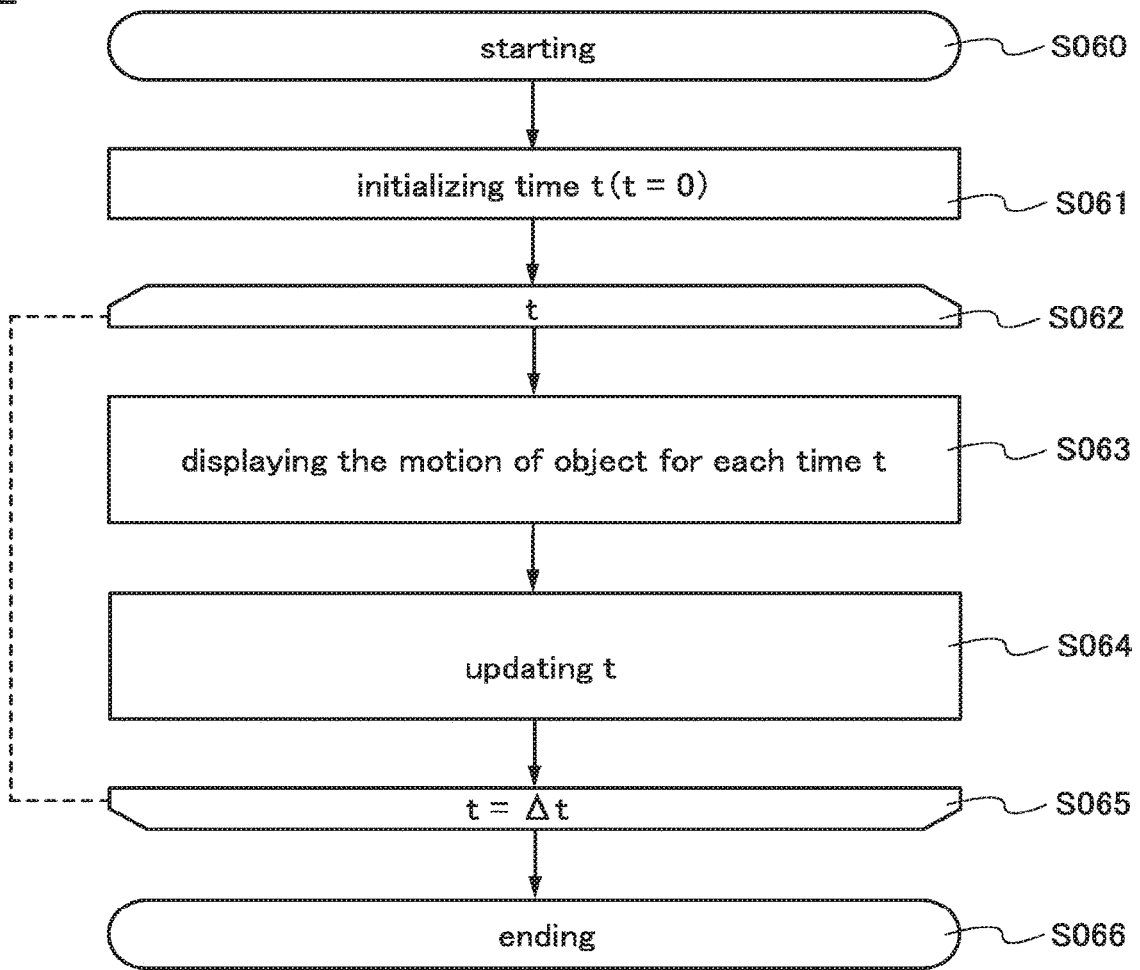 starting
S060
initializing time t(t = 0)
S061
t
S062
displaying the motion of object for each time t
S063
updating t
S064
t = Δt
S065
ending
S066